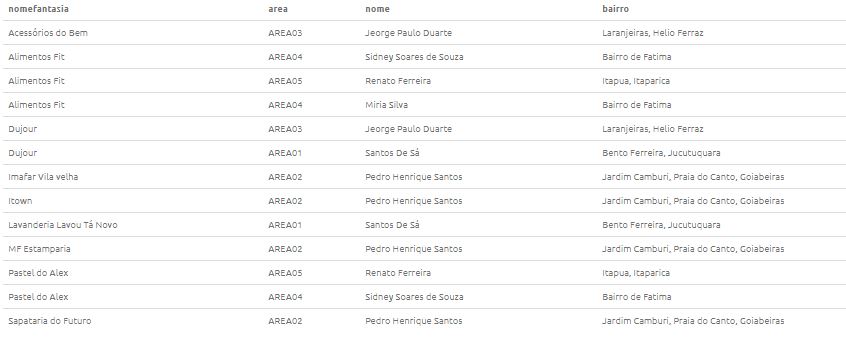 nomefantasia area nome bairro
Acessórios do Bem AREA03 Jeorge Paulo Duarte Laranjeiras, Helio Ferraz
Alimentos Fit AREA04 Sidney Soares de Souza Bairro de Fatima
Alimentos Fit AREA05 Renato Ferreira Itapua, Itaparica
Alimentos Fit AREA04 Miria Silva Bairro de Fatima
Dujour AREA03 Jeorge Paulo Duarte Laranjeiras, Helio Ferraz
Dujour AREA01 Santos De Sá Bento Ferreira, Jucutuquara
Imafar Vila velha AREA02 Pedro Henrique Santos Jardim Camburi, Praia do Canto, Goiabeiras
Itown AREA02 Pedro Henrique Santos Jardim Camburi, Praia do Canto, Goiabeiras
Lavanderia Lavou Tá Novo AREA01 Santos De Sá Bento Ferreira, Jucutuquara
MF Estamparia AREA02 Pedro Henrique Santos Jardim Camburi, Praia do Canto, Goiabeiras
Pastel do Alex AREA05 Renato Ferreira Itapua, Itaparica
Pastel do Alex AREA04 Sidney Soares de Souza Bairro de Fatima
Sapataria do Futuro AREA02 Pedro Henrique Santos Jardim Camburi, Praia do Canto, Goiabeiras